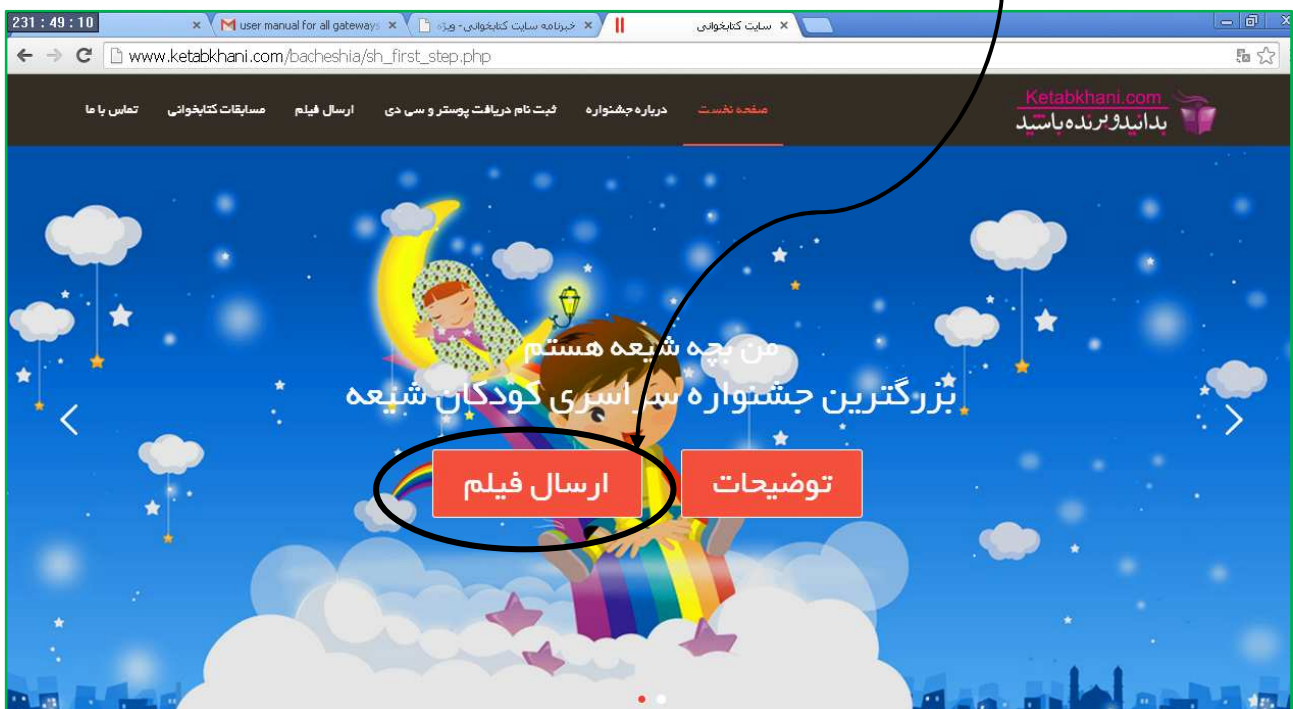 231 : 49 : 10
user manual for all gateways
خبرنامه سایت کتابخوانی - ویژه
سایت کتابخوانی
www.ketabkhani.com/bacheshia/sh_first_step.php
Ketabkhani.com
بدانید و برنده باشید
صفحه نخست
درباره جشنواره
ثبت نام دریافت پوستر و سی دی
ارسال فیلم
مسابقات کتابخوانی
تماس با ما
من بچه شیعه هستم
بزرگترین جشنواره سراسری کودکان شیعه
توضیحات
ارسال فیلم